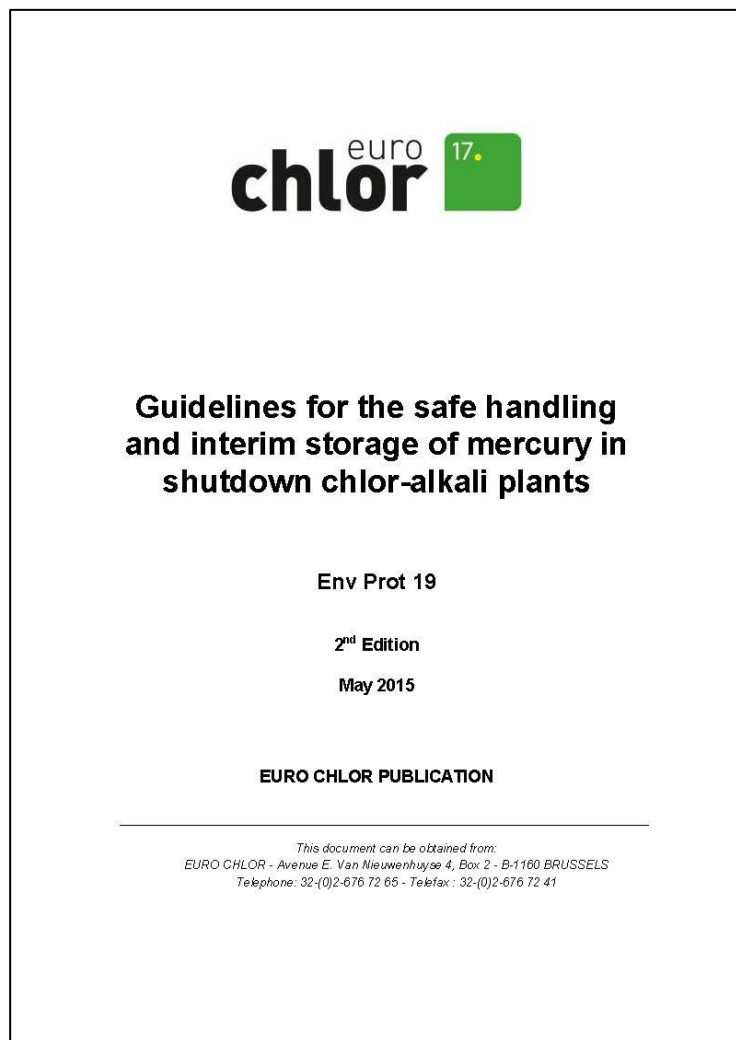 euro
chlor 17.
Guidelines for the safe handling
and interim storage of mercury in
shutdown chlor-alkali plants
Env Prot 19
2nd Edition
May 2015
EURO CHLOR PUBLICATION
This document can be obtained from:
EURO CHLOR - Avenue E. Van Nieuwenhuyse 4, Box 2 - B-1160 BRUSSELS
Telephone: 32-(0)2-676 72 65 - Telefax : 32-(0)2-676 72 41